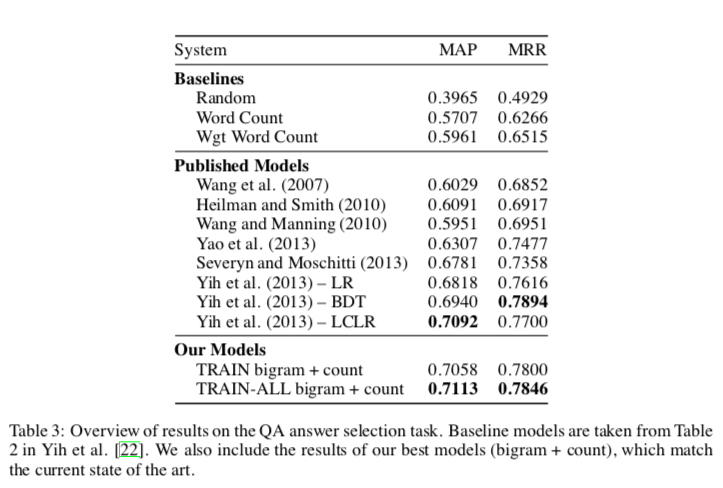 System MAP MRR
Baselines
Random 0.3965 0.4929
Word Count 0.5707 0.6266
Wgt Word Count 0.5961 0.6515
Published Models
Wang et al. (2007) 0.6029 0.6852
Heilman and Smith (2010) 0.6091 0.6917
Wang and Manning (2010) 0.5951 0.6951
Yao et al. (2013) 0.6307 0.7477
Severyn and Moschitti (2013) 0.6781 0.7358
Yih et al. (2013) – LR 0.6818 0.7616
Yih et al. (2013) – BDT 0.6940 0.7894
Yih et al. (2013) – LCLR 0.7092 0.7700
Our Models
TRAIN bigram + count 0.7058 0.7800
TRAIN-ALL bigram + count 0.7113 0.7846
Table 3: Overview of results on the QA answer selection task. Baseline models are taken from Table
2 in Yih et al. [22]. We also include the results of our best models (bigram + count), which match
the current state of the art.